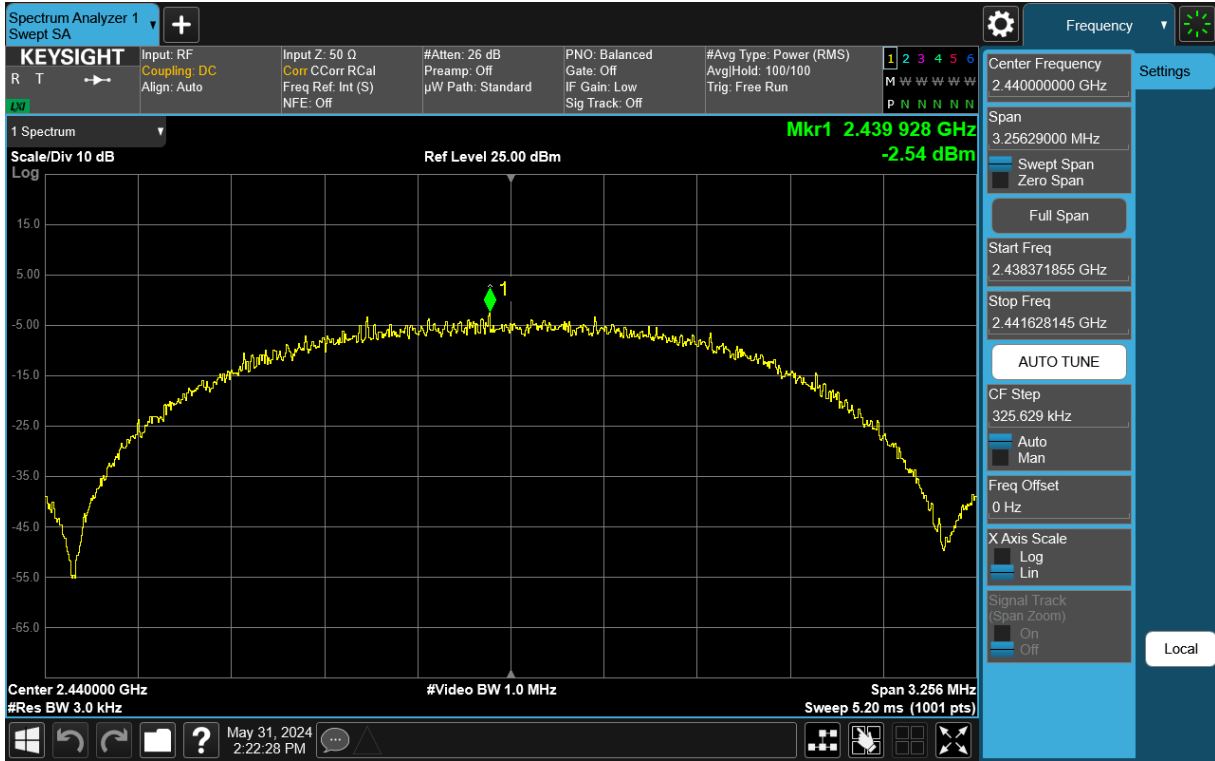 Spectrum Analyzer 1
Swept SA
Frequency
KEYSIGHT
R T
LXI
Input: RF
Coupling: DC
Align: Auto
Input Z: 50 Ω
Corr CCorr RCal
Freq Ref: Int (S)
NFE: Off
#Atten: 26 dB
Preamp: Off
µW Path: Standard
PNO: Balanced
Gate: Off
IF Gain: Low
Sig Track: Off
#Avg Type: Power (RMS)
Avg|Hold: 100/100
Trig: Free Run
1 2 3 4 5 6
M W W W W W
P N N N N N
1 Spectrum
Scale/Div 10 dB
Ref Level 25.00 dBm
Mkr1 2.439 928 GHz
-2.54 dBm
Log
15.0
5.00
-5.00
-15.0
-25.0
-35.0
-45.0
-55.0
-65.0
1
Center 2.440000 GHz
#Video BW 1.0 MHz
Span 3.256 MHz
#Res BW 3.0 kHz
Sweep 5.20 ms (1001 pts)
Center Frequency
2.440000000 GHz
Span
3.25629000 MHz
Swept Span
Zero Span
Full Span
Start Freq
2.438371855 GHz
Stop Freq
2.441628145 GHz
AUTO TUNE
CF Step
325.629 kHz
Auto
Man
Freq Offset
0 Hz
X Axis Scale
Log
Lin
Signal Track
(Span Zoom)
On
Off
Settings
Local
?
May 31, 2024
2:22:28 PM